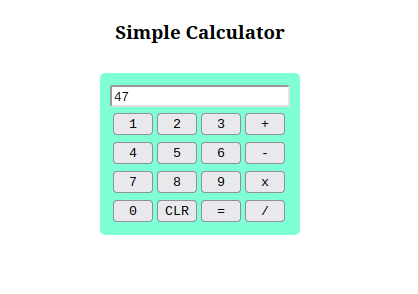 Simple Calculator
47
1 2 3 +
4 5 6 -
7 8 9 x
0 CLR = /